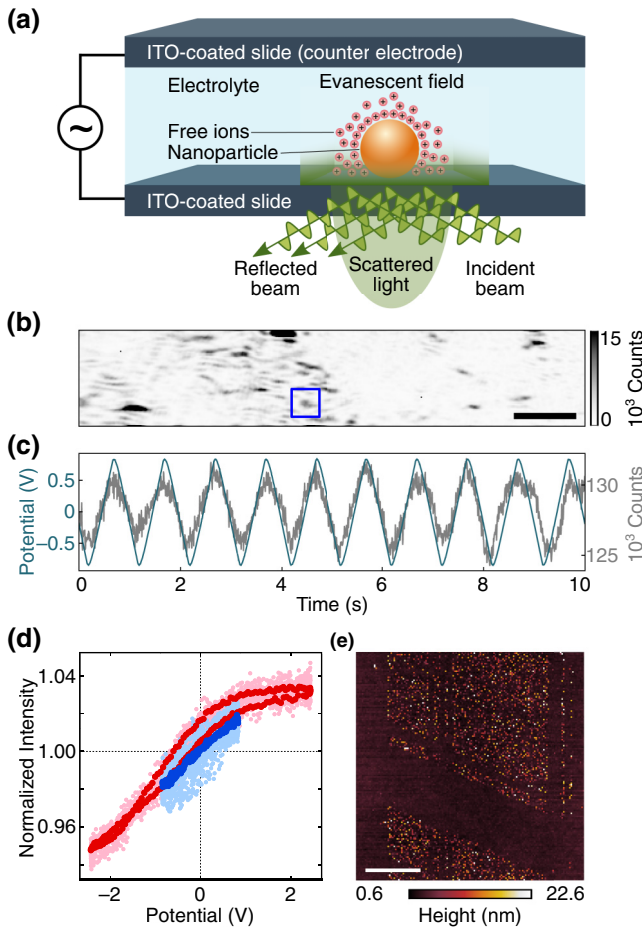 (a)
ITO-coated slide (counter electrode)
Electrolyte
Evanescent field
Free ions
Nanoparticle
~
ITO-coated slide
Reflected beam
Scattered light
Incident beam
(b)
15
0
10³ Counts
(c)
0.5
0
−0.5
Potential (V)
130
125
10³ Counts
0 2 4 6 8 10
Time (s)
(d)
1.04
1.00
0.96
Normalized Intensity
−2 0 2
Potential (V)
(e)
0.6 22.6
Height (nm)